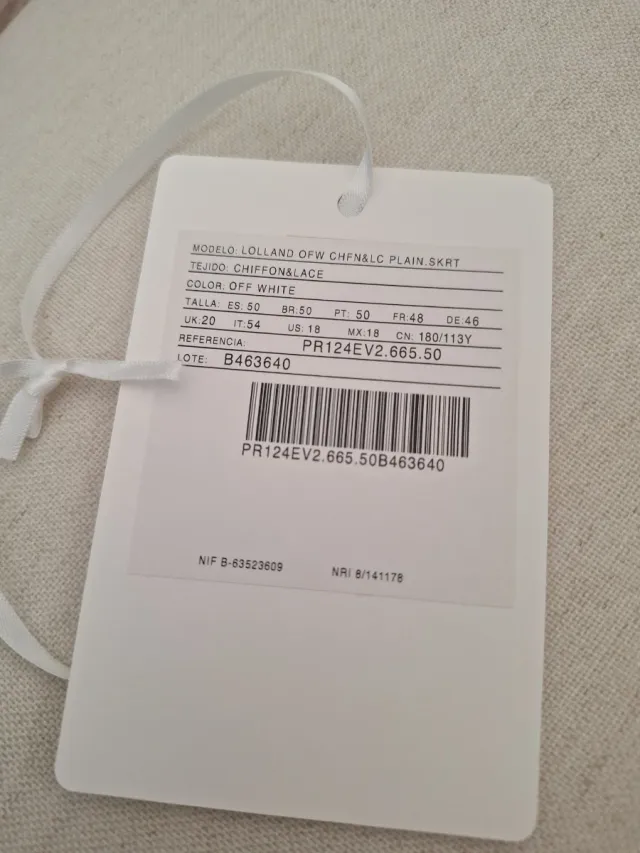 MODELO: LOLLAND OFW CHFN&LC PLAIN.SKRT
TEJIDO: CHIFFON&LACE
COLOR: OFF WHITE
TALLA: ES: 50 BR:50 PT: 50 FR:48 DE:46
UK:20 IT:54 US: 18 MX:18 CN: 180/113Y
REFERENCIA: PR124EV2.665.50
LOTE: B463640
PR124EV2.665.50B463640
NIF B-63523609 NRI 8/141178